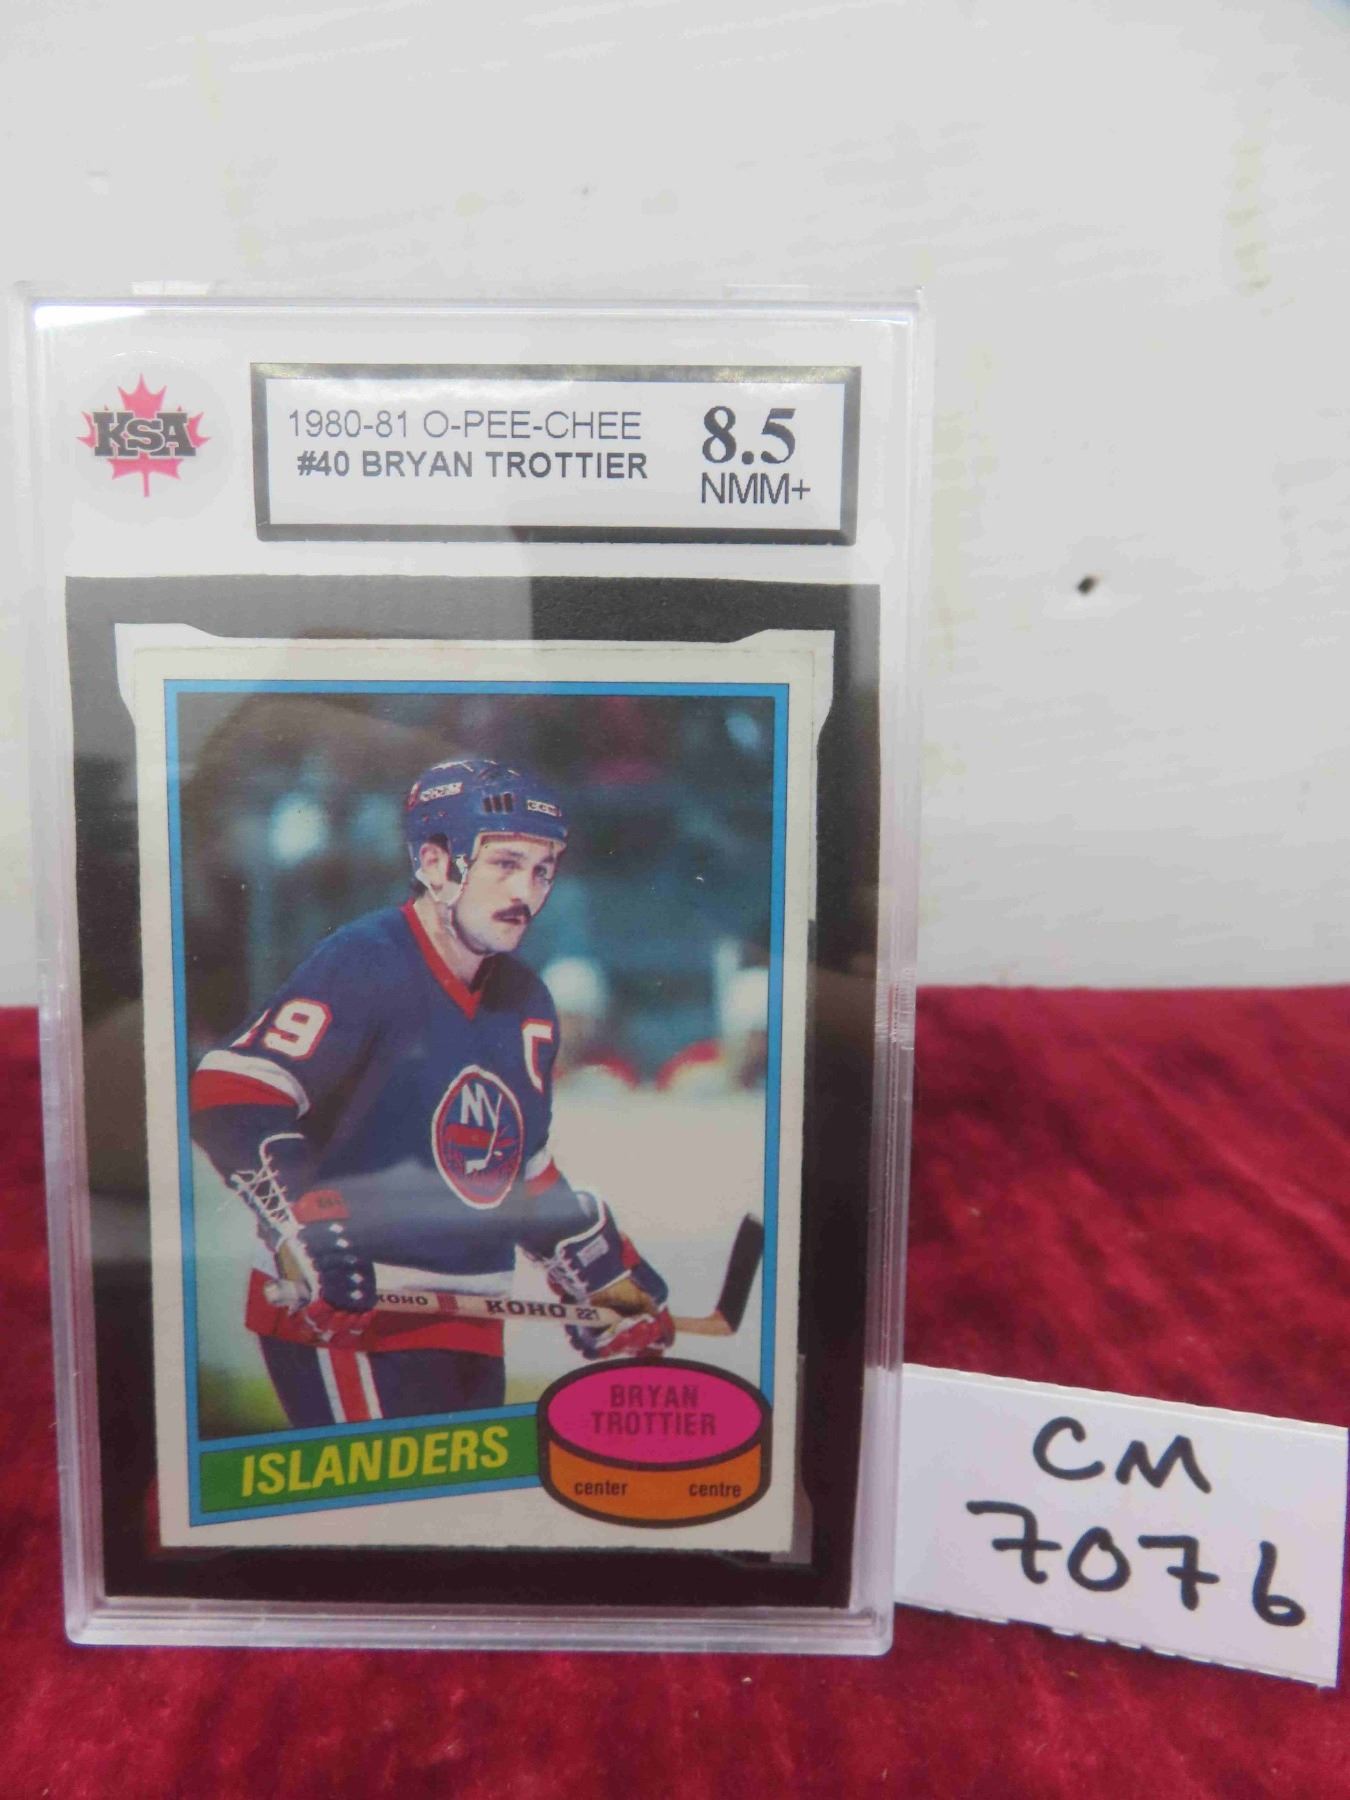 KSA
1980-81 O-PEE-CHEE
#40 BRYAN TROTTIER
8.5
NMM+
CCM
19
C
NY
KOHO
KOHO 221
BRYAN
TROTTIER
center centre
ISLANDERS
CM
7076